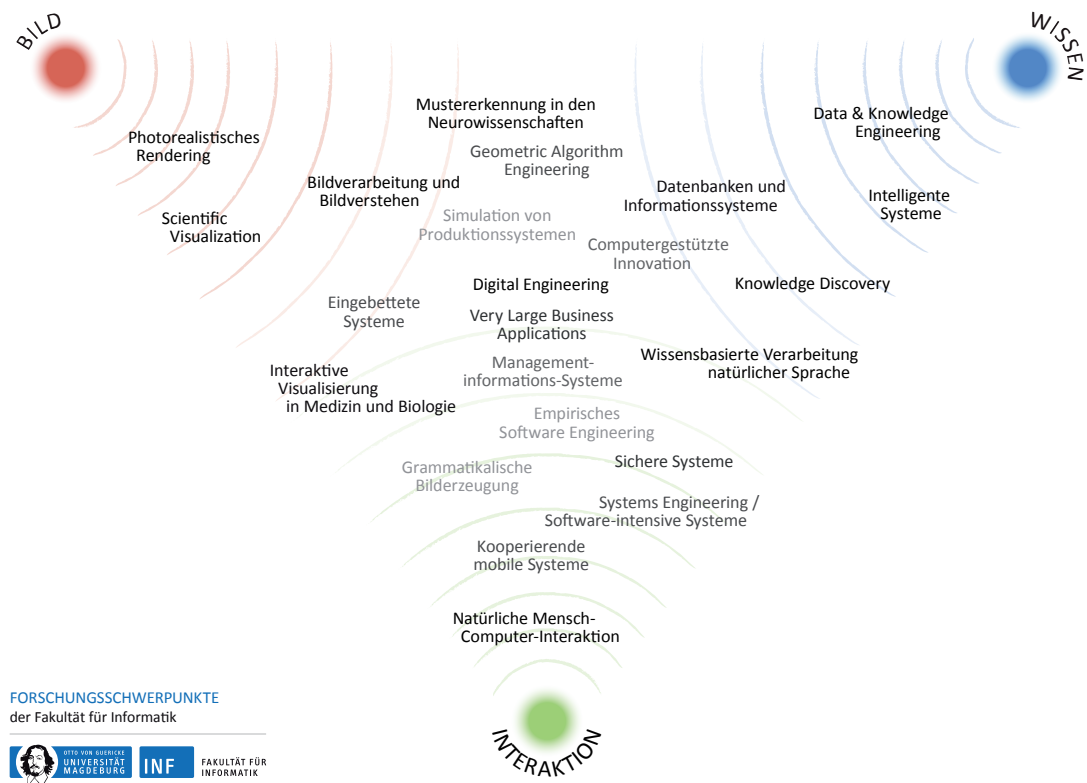 BILD
WISSEN
Mustererkennung in den
Neurowissenschaften
Data & Knowledge
Engineering
Photorealistisches
Rendering
Geometric Algorithm
Engineering
Bildverarbeitung und
Bildverstehen
Datenbanken und
Informationssysteme
Intelligente
Systeme
Scientific
Visualization
Simulation von
Produktionssystemen
Computergestützte
Innovation
Digital Engineering
Knowledge Discovery
Eingebettete
Systeme
Very Large Business
Applications
Management-
informations-Systeme
Wissensbasierte Verarbeitung
natürlicher Sprache
Interaktive
Visualisierung
in Medizin und Biologie
Empirisches
Software Engineering
Grammatikalische
Bilderzeugung
Sichere Systeme
Systems Engineering /
Software-intensive Systeme
Kooperierende
mobile Systeme
Natürliche Mensch-
Computer-Interaktion
INTERAKTION
FORSCHUNGSSCHWERPUNKTE
der Fakultät für Informatik
OTTO VON GUERICKE
UNIVERSITÄT
MAGDEBURG
INF
FAKULTÄT FÜR
INFORMATIK